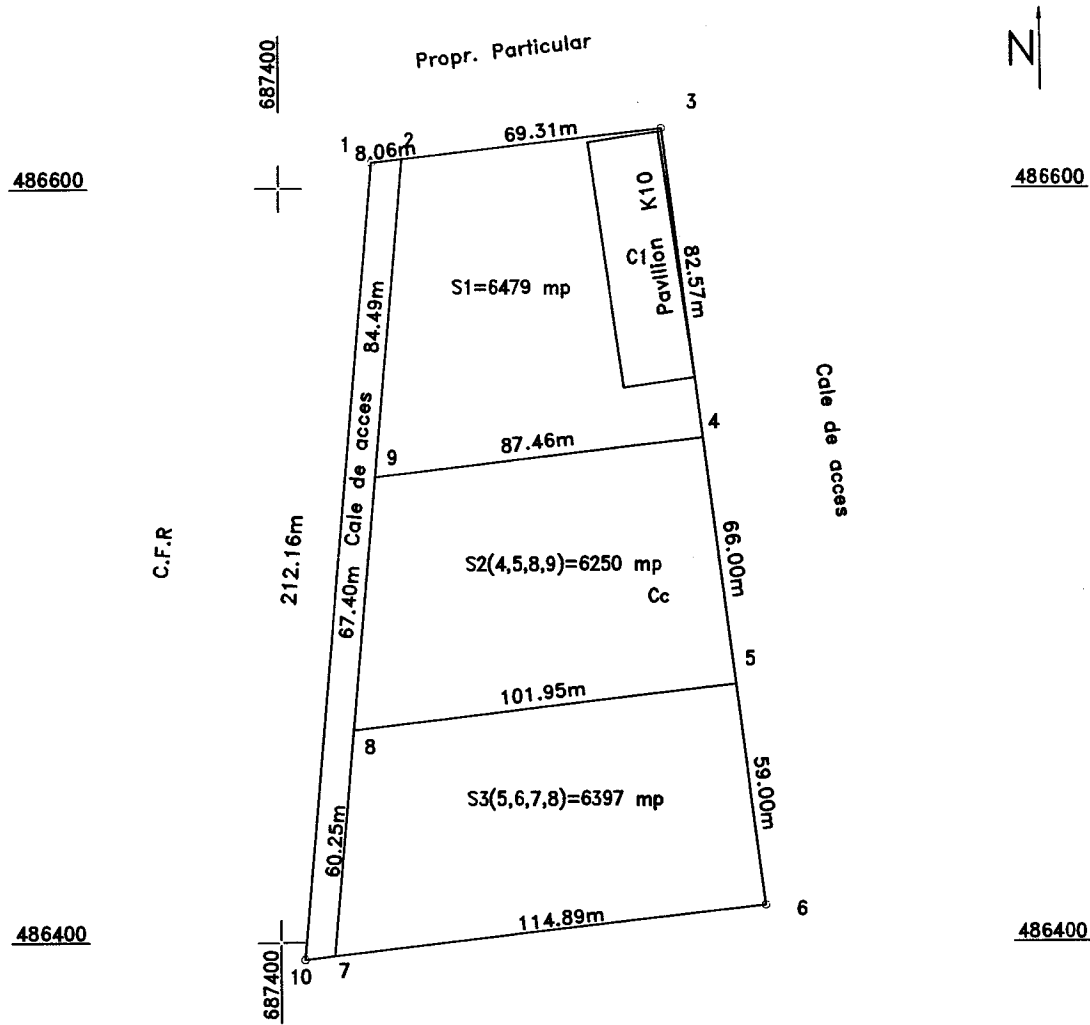 Propr. Particular
N
687400
1
8.06m
2
69.31m
3
486600
486600
K10
C1
Pavilion
82.57m
S1=6479 mp
84.49m
Cale de acces
Cale de acces
4
87.46m
9
C.F.R
212.16m
67.40m
S2(4,5,8,9)=6250 mp
Cc
66.00m
5
101.95m
8
59.00m
S3(5,6,7,8)=6397 mp
60.25m
6
114.89m
486400
486400
10
7
687400